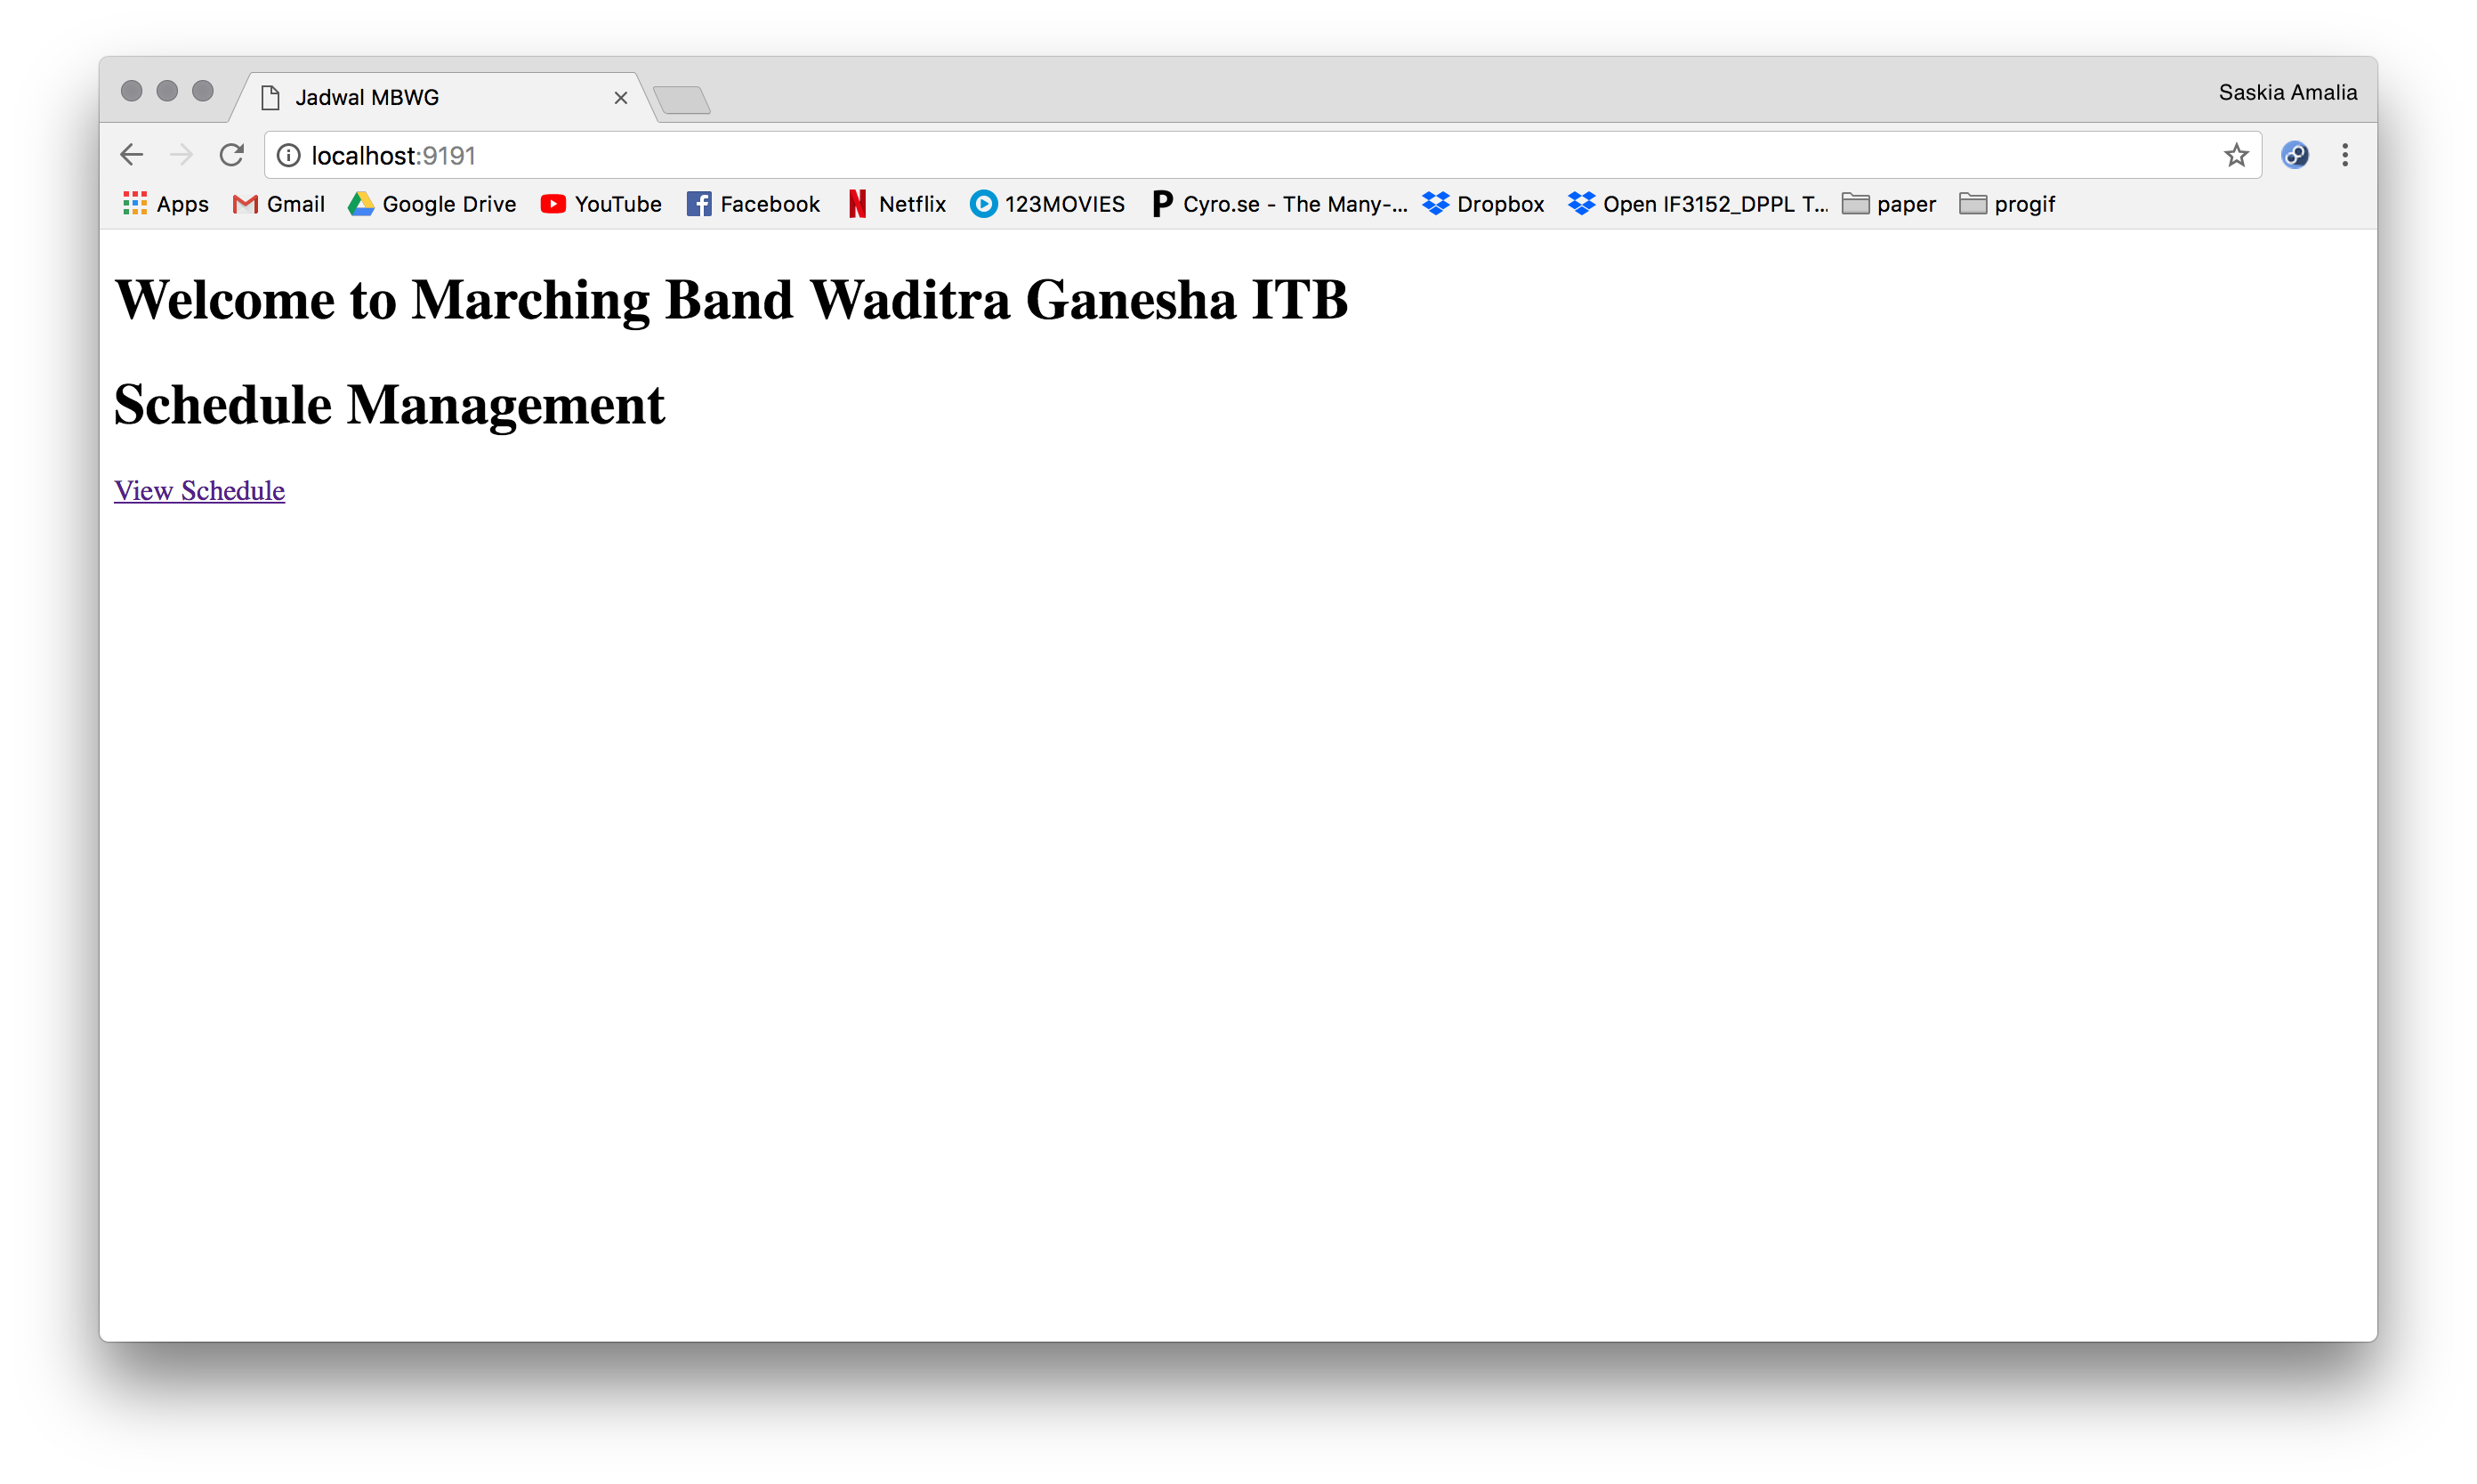 Jadwal MBWG
Saskia Amalia
localhost:9191
Apps Gmail Google Drive YouTube Facebook Netflix 123MOVIES Cyro.se - The Many-... Dropbox Open IF3152_DPPL T... paper progif
Welcome to Marching Band Waditra Ganesha ITB
Schedule Management
View Schedule